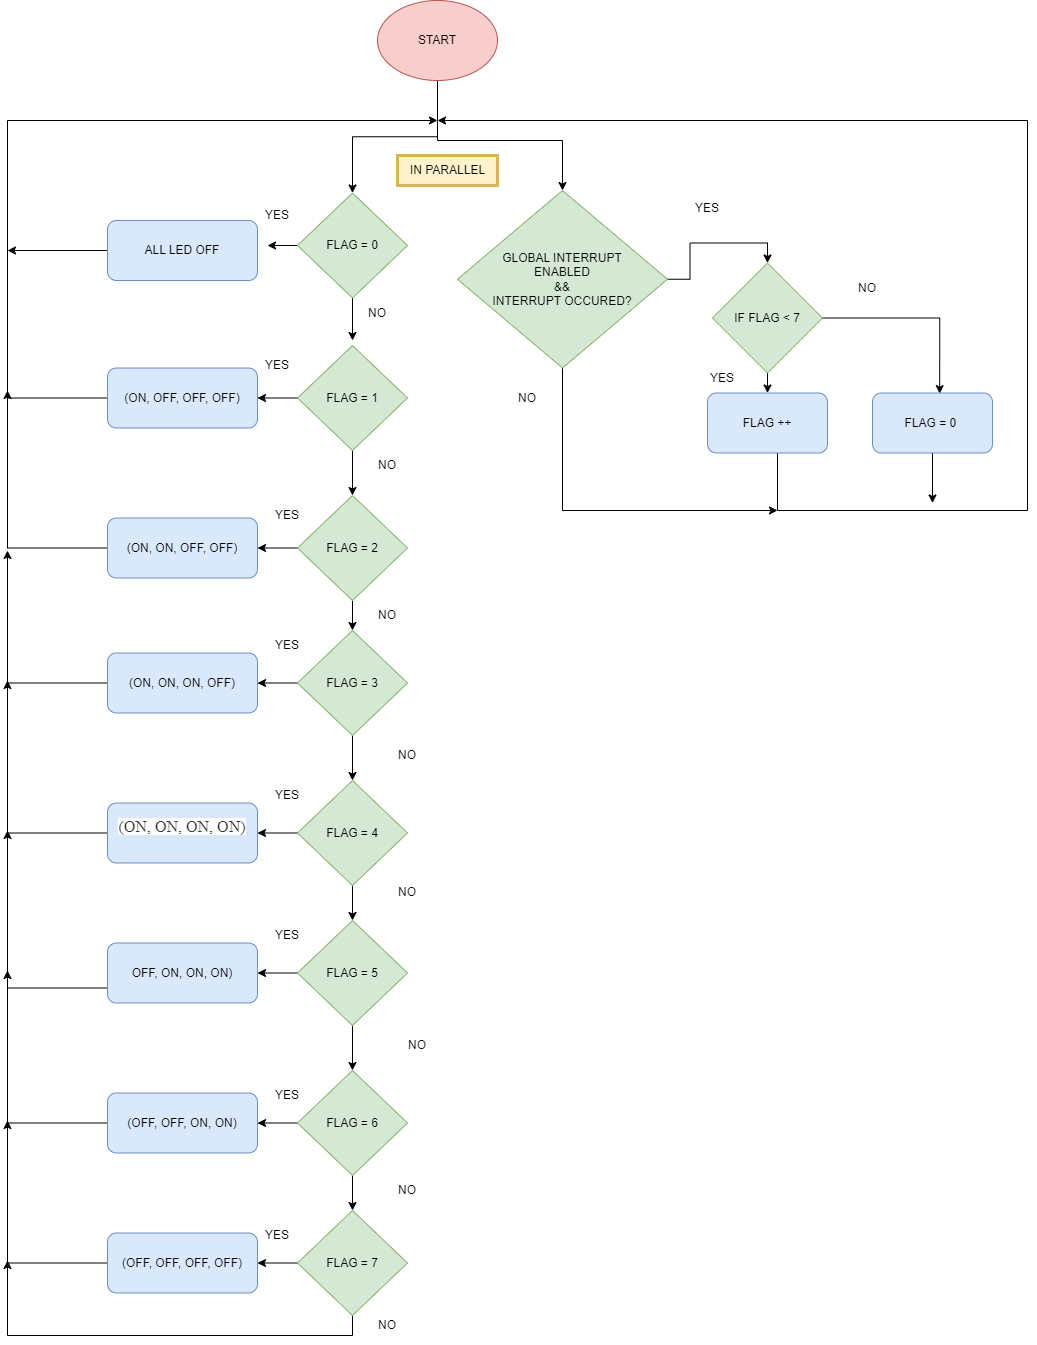 START
IN PARALLEL
YES
ALL LED OFF
FLAG = 0
NO
YES
(ON, OFF, OFF, OFF)
FLAG = 1
NO
YES
(ON, ON, OFF, OFF)
FLAG = 2
NO
YES
(ON, ON, ON, OFF)
FLAG = 3
NO
YES
(ON, ON, ON, ON)
FLAG = 4
NO
YES
OFF, ON, ON, ON)
FLAG = 5
NO
YES
(OFF, OFF, ON, ON)
FLAG = 6
NO
YES
(OFF, OFF, OFF, OFF)
FLAG = 7
NO
GLOBAL INTERRUPT
ENABLED
&&
INTERRUPT OCCURED?
YES
NO
IF FLAG < 7
NO
YES
FLAG ++
FLAG = 0